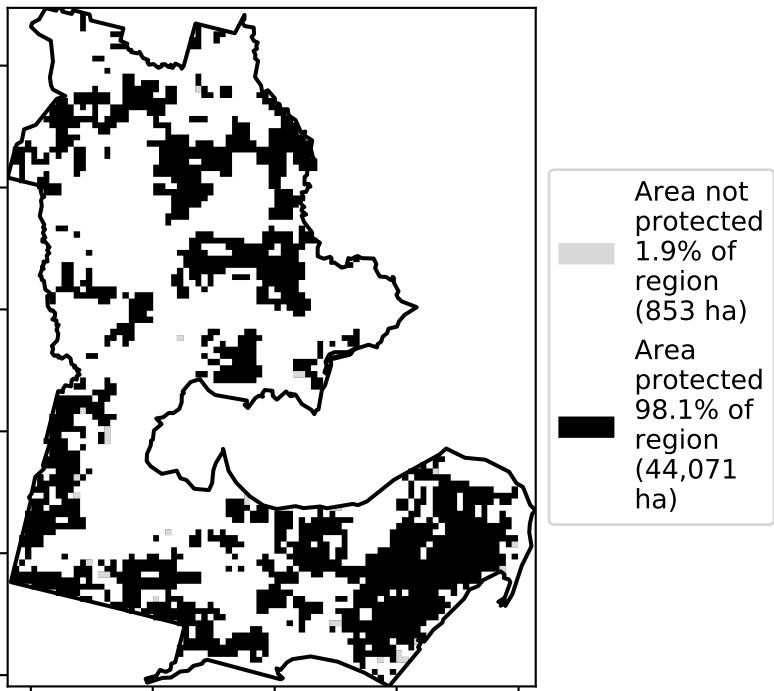 Area not
protected
1.9% of
region
(853 ha)
Area
protected
98.1% of
region
(44,071
ha)